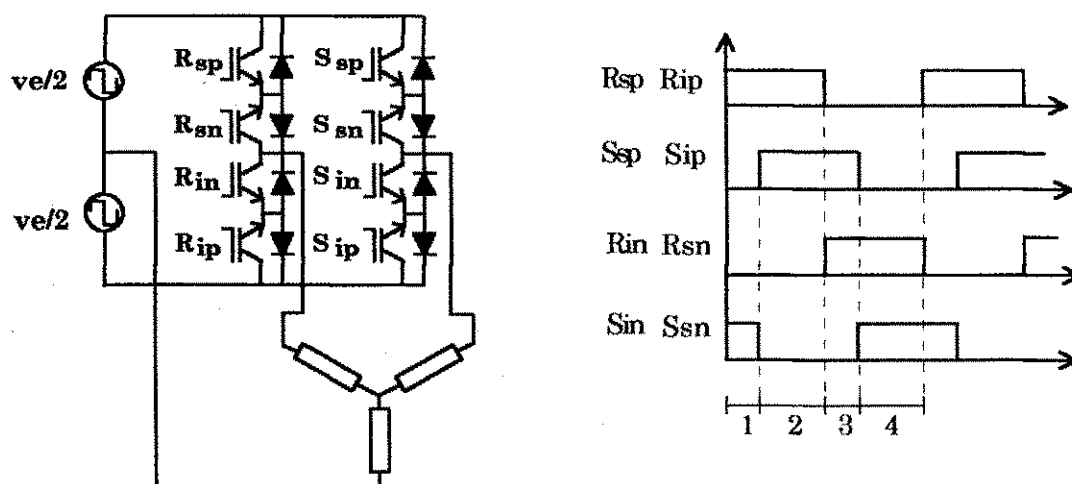 ve/2
ve/2
Rsp
Rsn
Rin
Rip
Ssp
Ssn
Sin
Sip
Rsp Rip
Ssp Sip
Rin Rsn
Sin Ssn
1 2 3 4